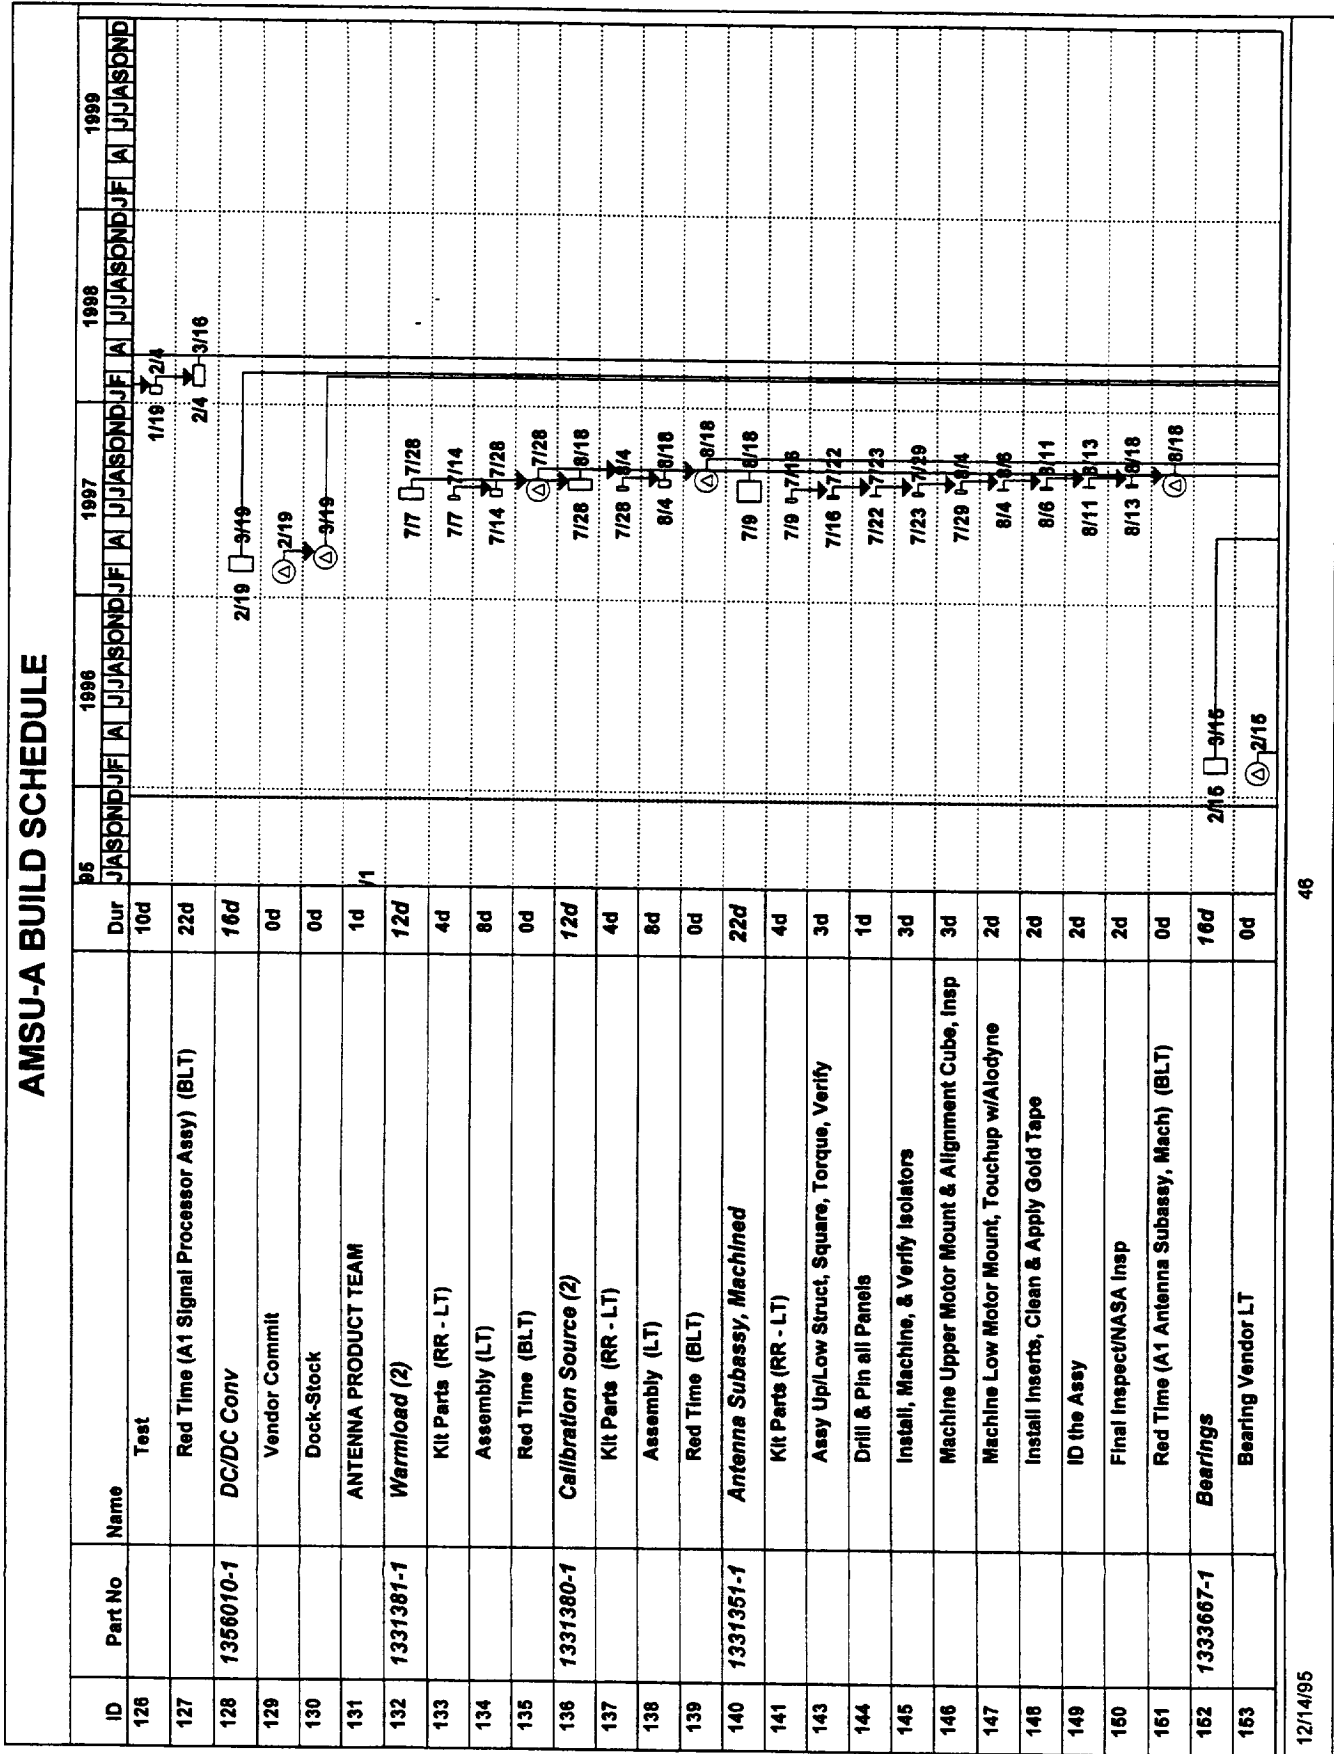 AMSU-A BUILD SCHEDULE
95 1996 1997 1998 1999
ID Part No Name Dur J A S O N D J F A J J A S O N D J F A J J A S O N D J F A J J A S O N D J F A J J A S O N D
126 Test 10d 1/19 2/4
127 Red Time (A1 Signal Processor Assy) (BLT) 22d 2/4 3/16
128 1356010-1 DC/DC Conv 16d 2/19 3/19
129 Vendor Commit 0d 2/19
130 Dock-Stock 0d 3/19
131 ANTENNA PRODUCT TEAM 1d /1
132 1331381-1 Warmload (2) 12d 7/7 7/28
133 Kit Parts (RR - LT) 4d 7/7 7/14
134 Assembly (LT) 8d 7/14 7/28
135 Red Time (BLT) 0d 7/28
136 1331380-1 Calibration Source (2) 12d 7/28 8/18
137 Kit Parts (RR - LT) 4d 7/28 8/4
138 Assembly (LT) 8d 8/4 8/18
139 Red Time (BLT) 0d 8/18
140 1331351-1 Antenna Subassy, Machined 22d 7/9 8/18
141 Kit Parts (RR - LT) 4d 7/9 7/16
143 Assy Up/Low Struct, Square, Torque, Verify 3d 7/16 7/22
144 Drill & Pin all Panels 1d 7/22 7/23
145 Install, Machine, & Verify Isolators 3d 7/23 7/29
146 Machine Upper Motor Mount & Alignment Cube, Insp 3d 7/29 8/4
147 Machine Low Motor Mount, Touchup w/Alodyne 2d 8/4 8/6
148 Install Inserts, Clean & Apply Gold Tape 2d 8/6 8/11
149 ID the Assy 2d 8/11 8/13
150 Final Inspect/NASA Insp 2d 8/13 8/18
151 Red Time (A1 Antenna Subassy, Mach) (BLT) 0d 8/18
152 1333667-1 Bearings 16d 2/15 3/15
153 Bearing Vendor LT 0d 2/15
12/14/95 46